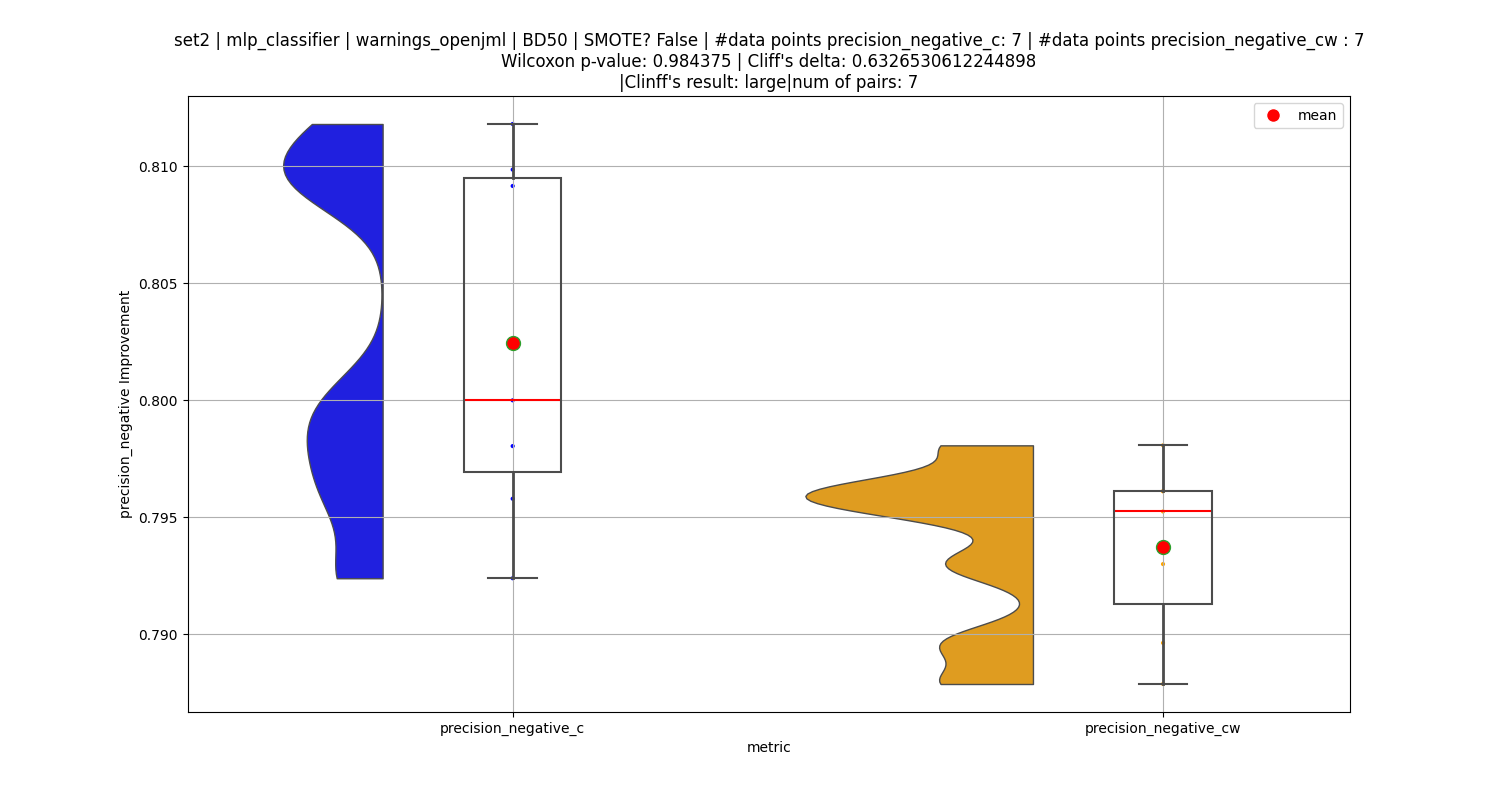 set2 | mlp_classifier | warnings_openjml | BD50 | SMOTE? False | #data points precision_negative_c: 7 | #data points precision_negative_cw : 7
Wilcoxon p-value: 0.984375 | Cliff's delta: 0.6326530612244898
|Clinff's result: large|num of pairs: 7
mean
0.810
0.805
0.800
0.795
0.790
precision_negative Improvement
precision_negative_c
precision_negative_cw
metric